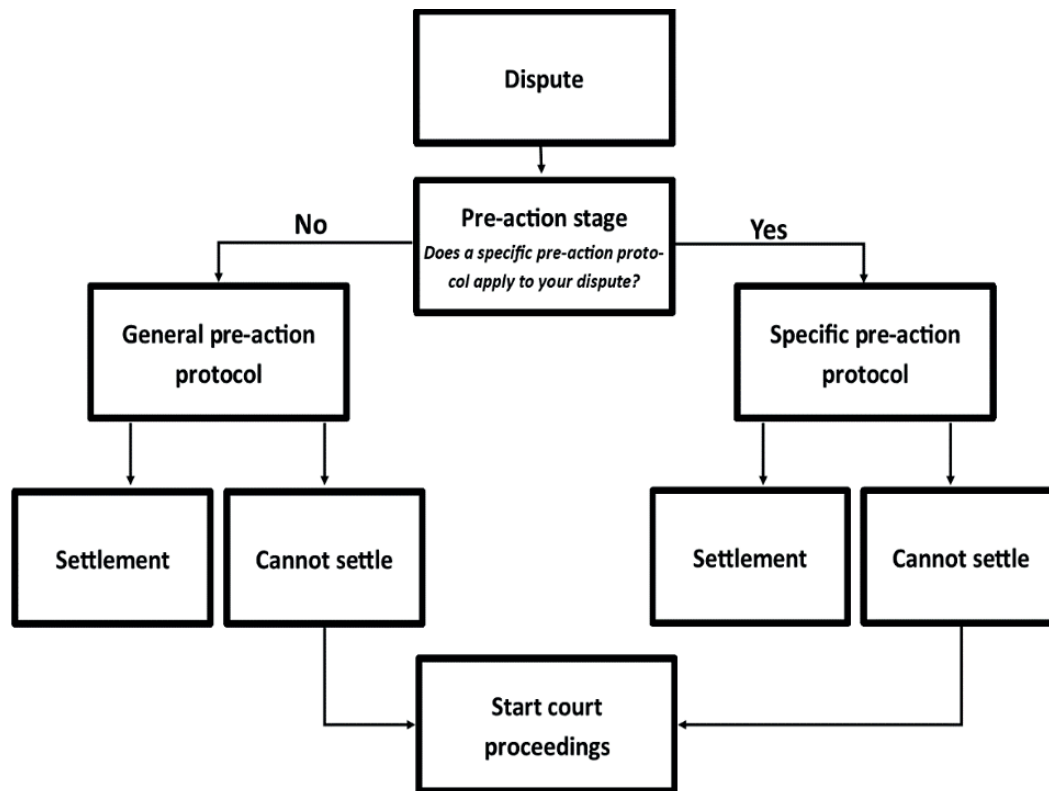 Dispute
Pre-action stage
Does a specific pre-action proto-
col apply to your dispute?
No
Yes
General pre-action
protocol
Specific pre-action
protocol
Settlement
Cannot settle
Settlement
Cannot settle
Start court
proceedings